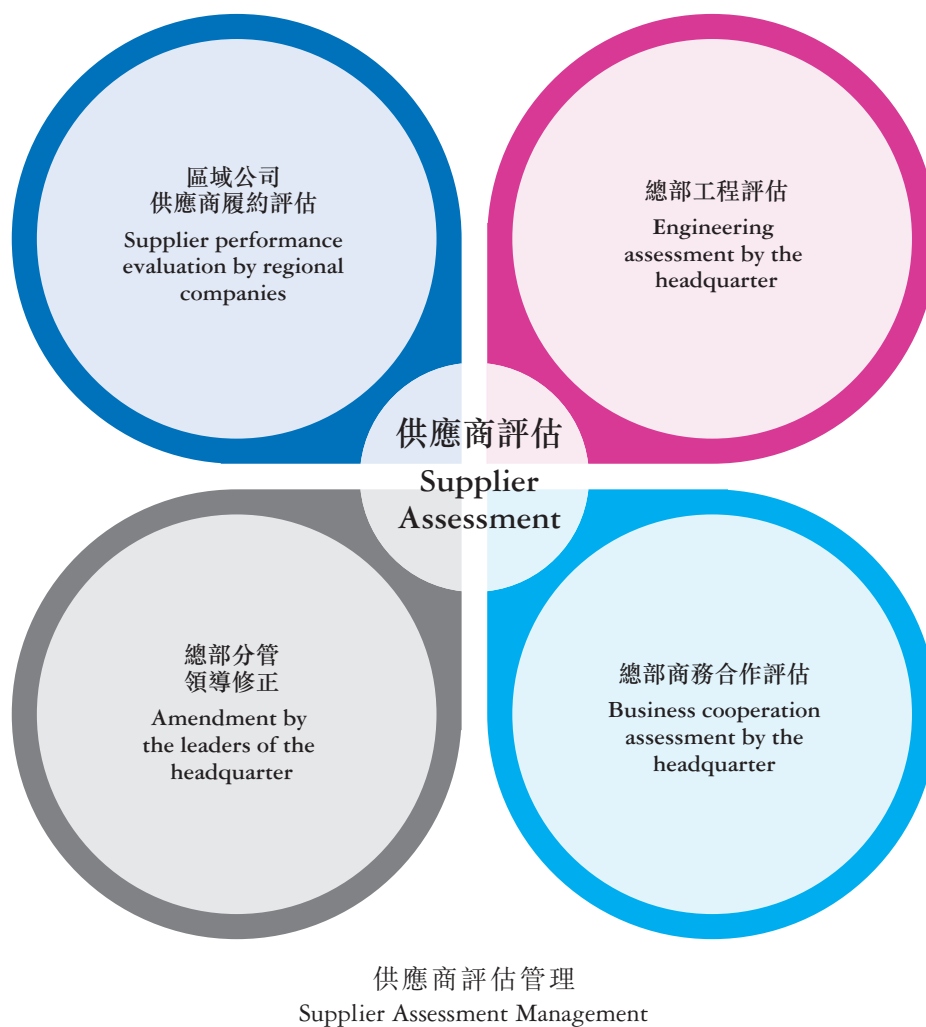 區域公司
供應商履約評估
Supplier performance
evaluation by regional
companies
總部工程評估
Engineering
assessment by the
headquarter
供應商評估
Supplier
Assessment
總部分管
領導修正
Amendment by
the leaders of the
headquarter
總部商務合作評估
Business cooperation
assessment by the
headquarter
供應商評估管理
Supplier Assessment Management